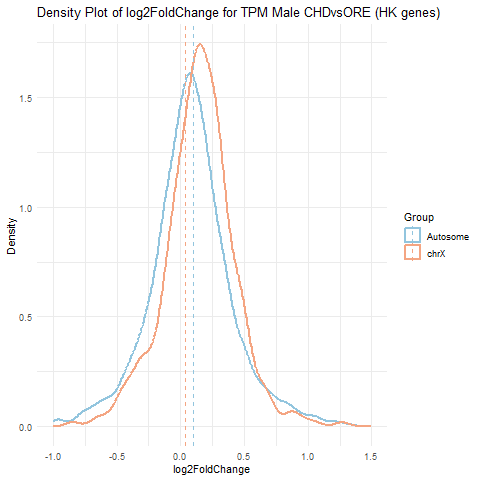 Density Plot of log2FoldChange for TPM Male CHDvsORE (HK genes)
1.5
1.0
0.5
0.0
Density
-1.0 -0.5 0.0 0.5 1.0 1.5
log2FoldChange
Group
Autosome
chrX